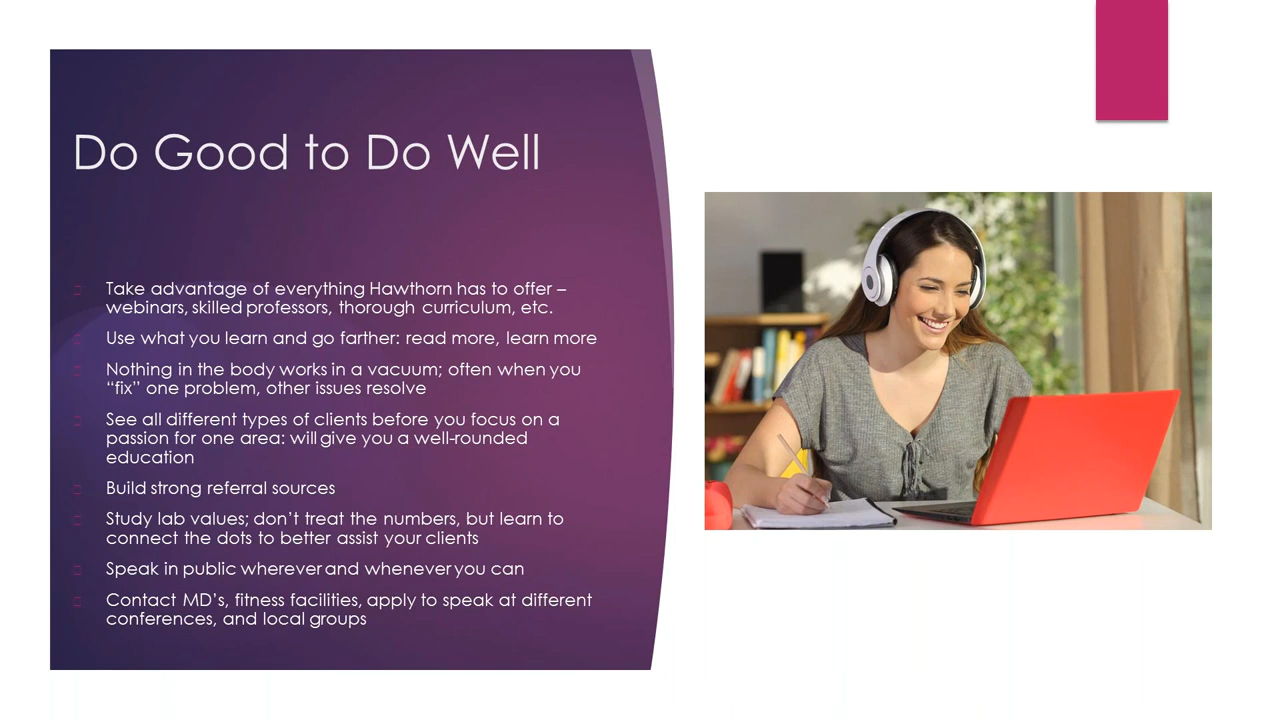 Do Good to Do Well
Take advantage of everything Hawthorn has to offer –
webinars, skilled professors, thorough curriculum, etc.
Use what you learn and go farther: read more, learn more
Nothing in the body works in a vacuum; often when you
“fix” one problem, other issues resolve
See all different types of clients before you focus on a
passion for one area: will give you a well-rounded
education
Build strong referral sources
Study lab values; don’t treat the numbers, but learn to
connect the dots to better assist your clients
Speak in public wherever and whenever you can
Contact MD’s, fitness facilities, apply to speak at different
conferences, and local groups